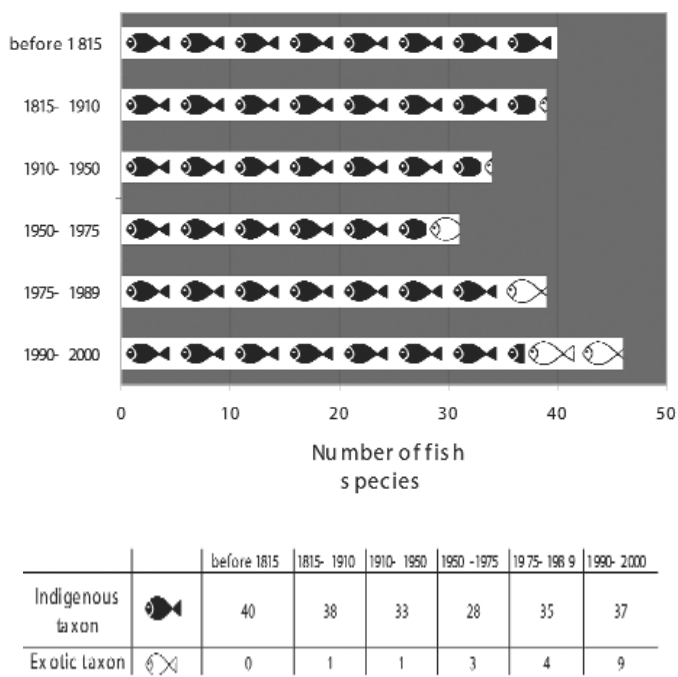 before 1815
1815- 1910
1910- 1950
1950- 1975
1975- 1989
1990- 2000
0 10 20 30 40 50
Number of fish
species
before 1815 1815- 1910 1910- 1950 1950 -1975 1975- 1989 1990- 2000
Indigenous
taxon
40 38 33 28 35 37
Exotic taxon 0 1 1 3 4 9